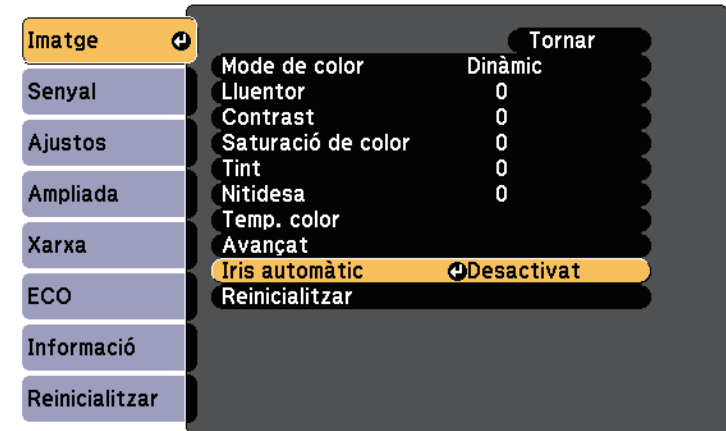 Imatge
Senyal
Ajustos
Ampliada
Xarxa
ECO
Informació
Reinicialitzar
Tornar
Mode de color Dinàmic
Lluentor 0
Contrast 0
Saturació de color 0
Tint 0
Nitidesa 0
Temp. color
Avançat
Iris automàtic Desactivat
Reinicialitzar